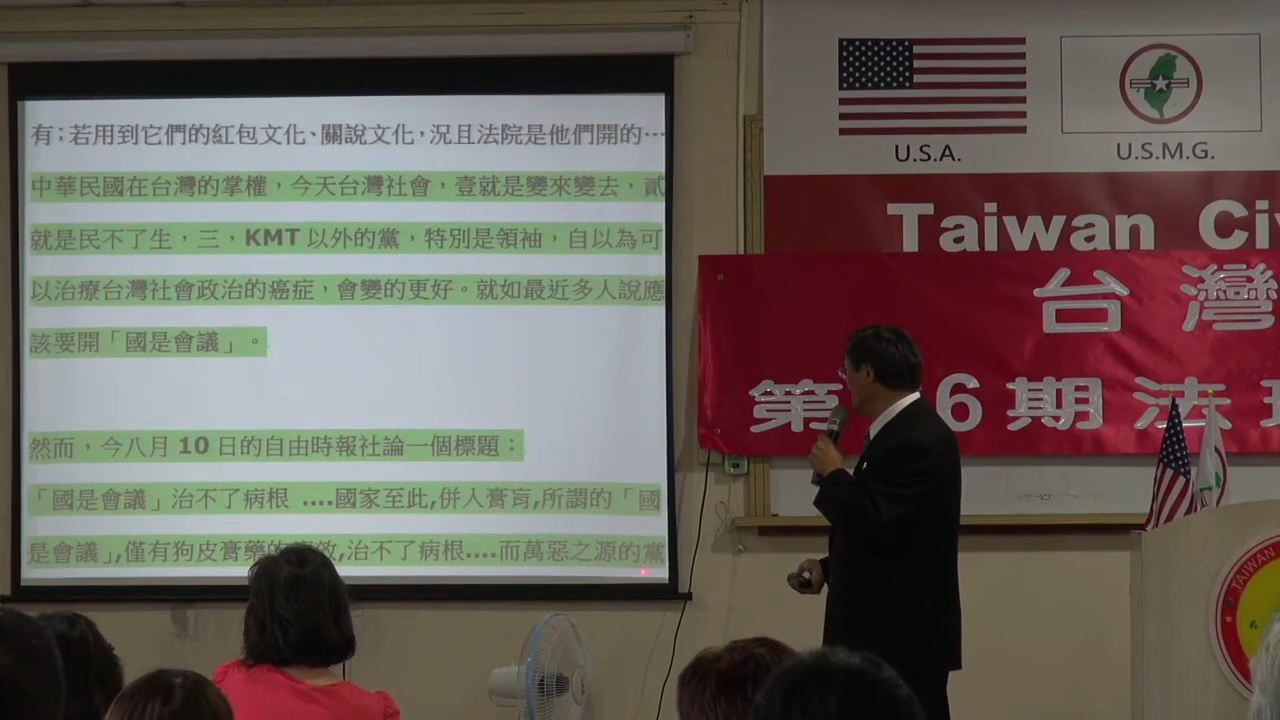 有；若用到它們的紅包文化、關說文化，況且法院是他們開的…
中華民國在台灣的掌權，今天台灣社會，壹就是變來變去，貳
就是民不了生，三，KMT 以外的黨，特別是領袖，自以為可
以治療台灣社會政治的癌症，會變的更好。就如最近多人說應
該要開「國是會議」。
然而，今八月 10 日的自由時報社論一個標題：
「國是會議」治不了病根 ....國家至此,併入膏肓,所謂的「國
是會議」,僅有狗皮膏藥的 效,治不了病根....而萬惡之源的黨
U.S.A.
U.S.M.G.
Taiwan Ci
台灣
第 6期法
TAIWAN